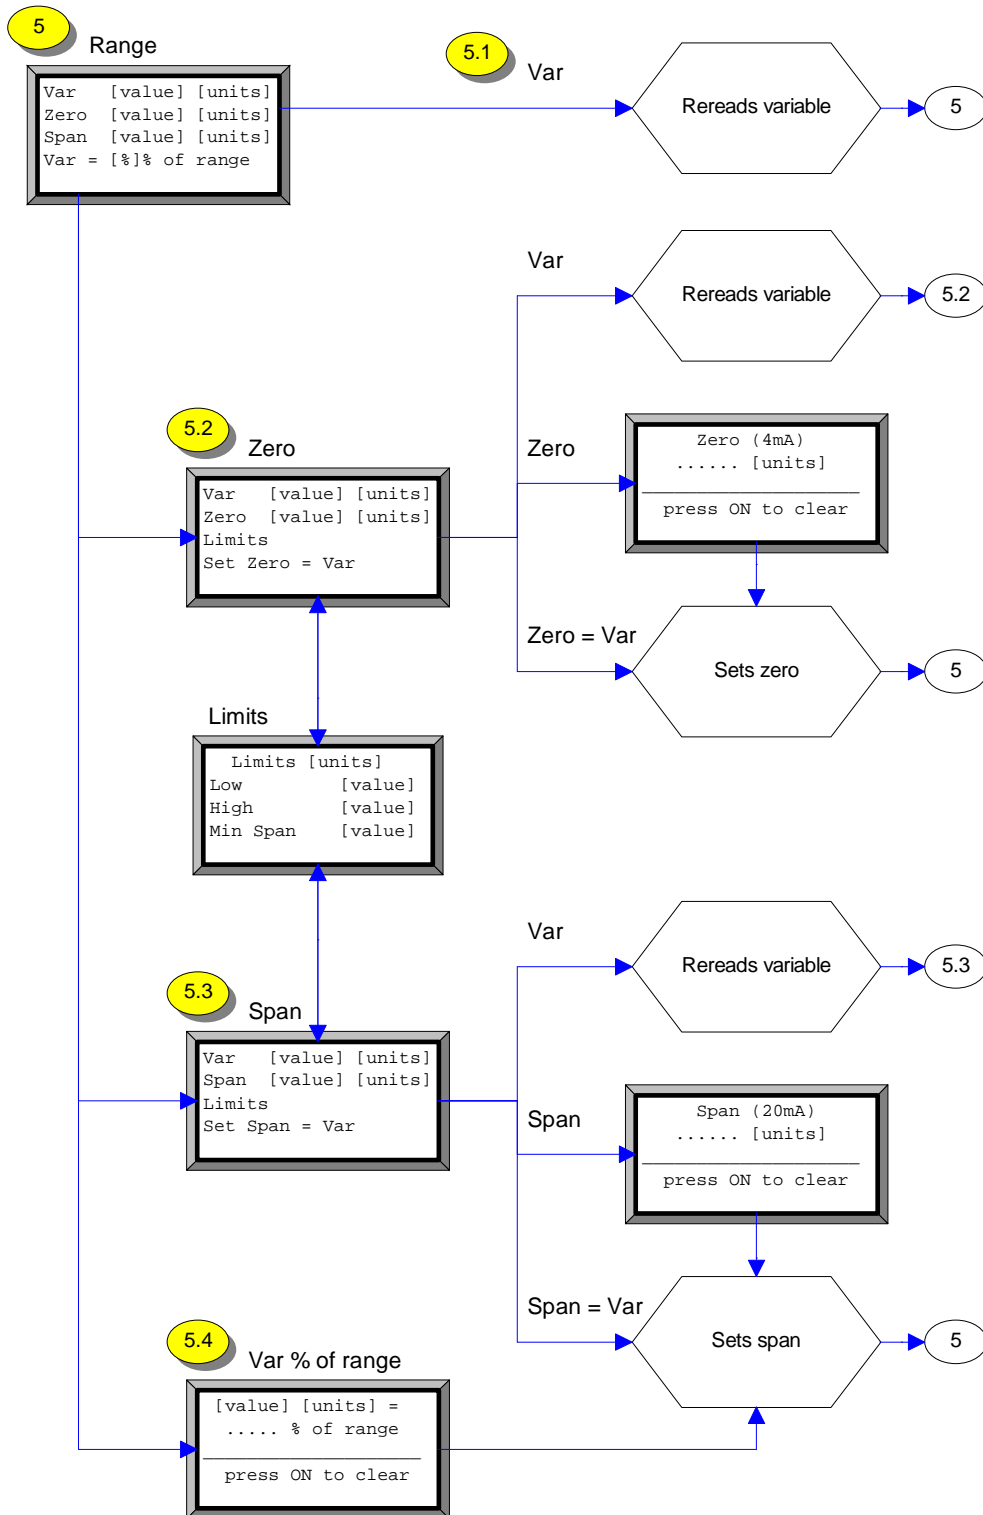 5
Range
Var [value] [units]
Zero [value] [units]
Span [value] [units]
Var = [%]% of range
5.1
Var
Rereads variable
5
Var
Rereads variable
5.2
5.2
Zero
Var [value] [units]
Zero [value] [units]
Limits
Set Zero = Var
Zero
Zero (4mA)
...... [units]
press ON to clear
Zero = Var
Sets zero
5
Limits
Limits [units]
Low [value]
High [value]
Min Span [value]
Var
Rereads variable
5.3
5.3
Span
Var [value] [units]
Span [value] [units]
Limits
Set Span = Var
Span
Span (20mA)
...... [units]
press ON to clear
Span = Var
Sets span
5
5.4
Var % of range
[value] [units] =
..... % of range
press ON to clear